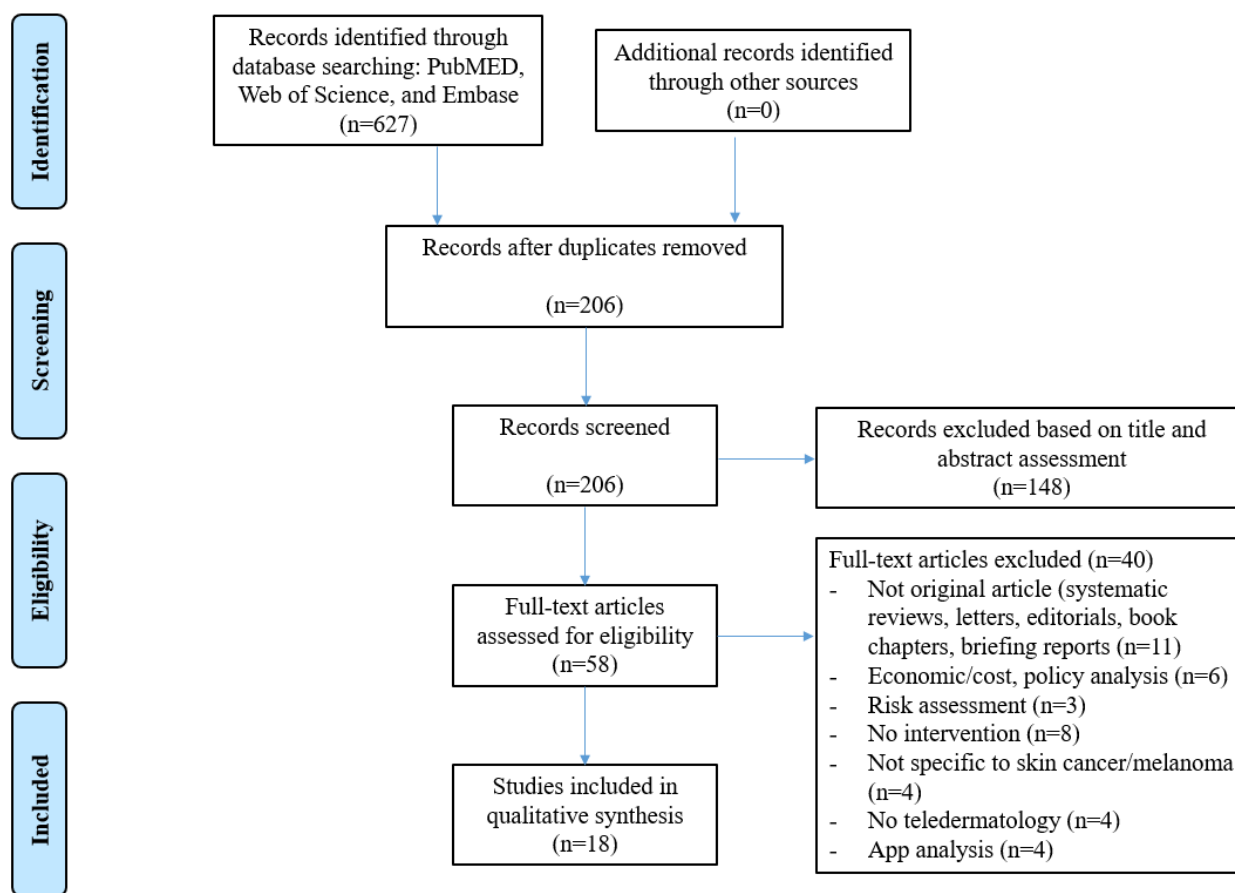 Identification
Records identified through
database searching: PubMED,
Web of Science, and Embase
(n=627)
Additional records identified
through other sources
(n=0)
Records after duplicates removed
(n=206)
Screening
Records screened
(n=206)
Records excluded based on title and
abstract assessment
(n=148)
Eligibility
Full-text articles
assessed for eligibility
(n=58)
Full-text articles excluded (n=40)
- Not original article (systematic
reviews, letters, editorials, book
chapters, briefing reports (n=11)
- Economic/cost, policy analysis (n=6)
- Risk assessment (n=3)
- No intervention (n=8)
- Not specific to skin cancer/melanoma
(n=4)
- No teledermatology (n=4)
- App analysis (n=4)
Included
Studies included in
qualitative synthesis
(n=18)